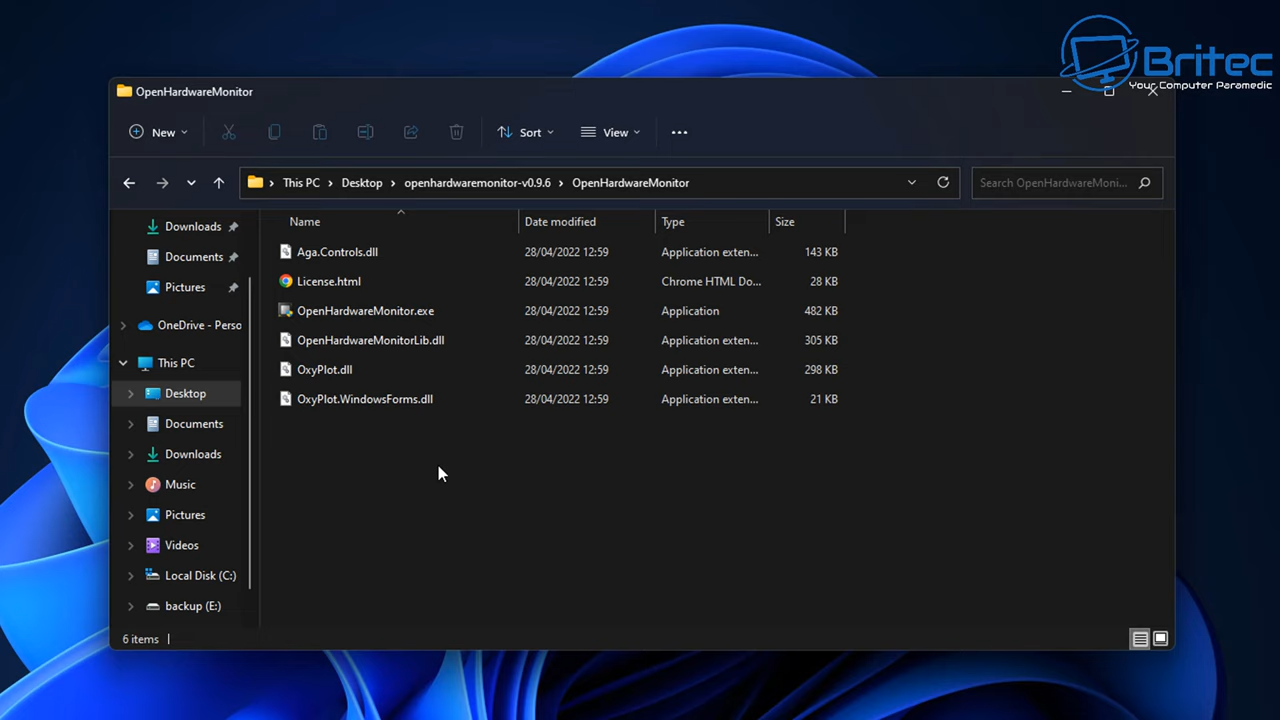 Britec
Your Computer Paramedic
OpenHardwareMonitor
New
Sort
View
This PC
Desktop
openhardwaremonitor-v0.9.6
OpenHardwareMonitor
Search OpenHardwareMoni...
Name
Date modified
Type
Size
Aga.Controls.dll 28/04/2022 12:59 Application exten... 143 KB
License.html 28/04/2022 12:59 Chrome HTML Do... 28 KB
OpenHardwareMonitor.exe 28/04/2022 12:59 Application 482 KB
OpenHardwareMonitorLib.dll 28/04/2022 12:59 Application exten... 305 KB
OxyPlot.dll 28/04/2022 12:59 Application exten... 298 KB
OxyPlot.WindowsForms.dll 28/04/2022 12:59 Application exten... 21 KB
Downloads
Documents
Pictures
OneDrive - Perso
This PC
Desktop
Documents
Downloads
Music
Pictures
Videos
Local Disk (C:)
backup (E:)
6 items